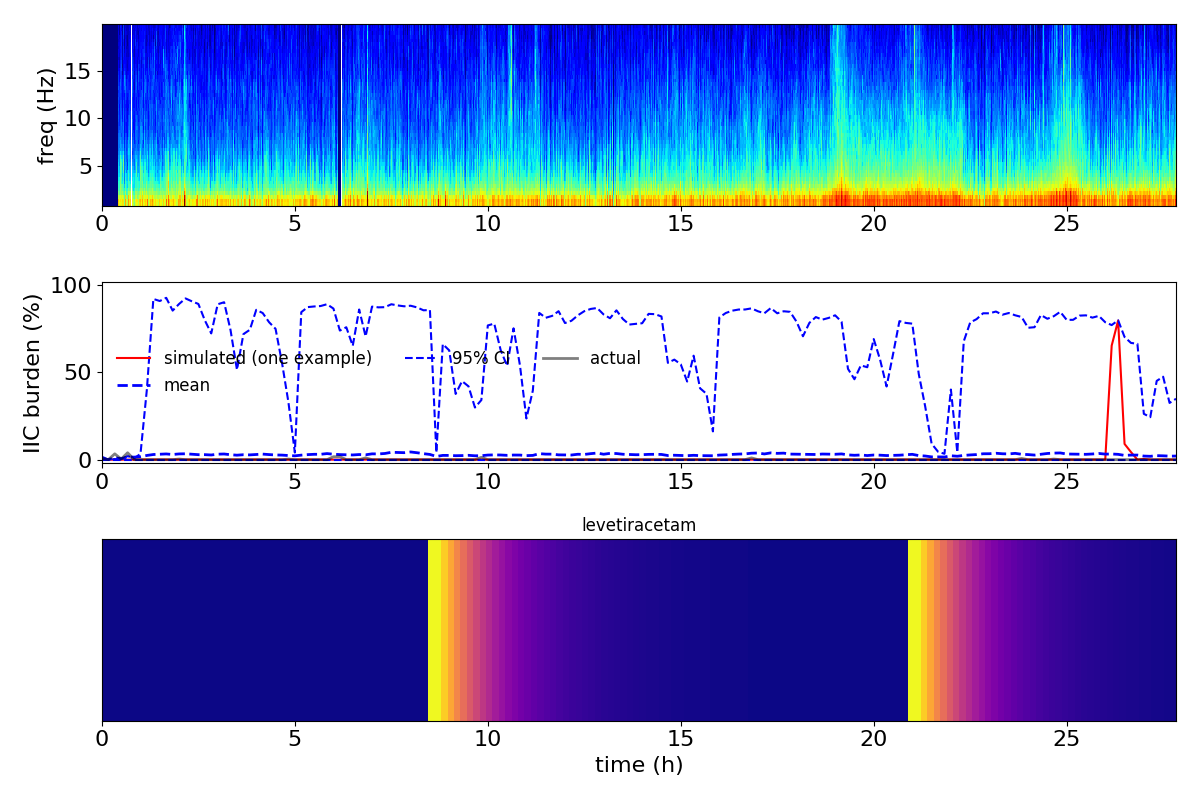 freq (Hz)
15
10
5
0 5 10 15 20 25
IIC burden (%)
100
50
0
simulated (one example) 95% CI actual
mean
0 5 10 15 20 25
levetiracetam
0 5 10 15 20 25
time (h)